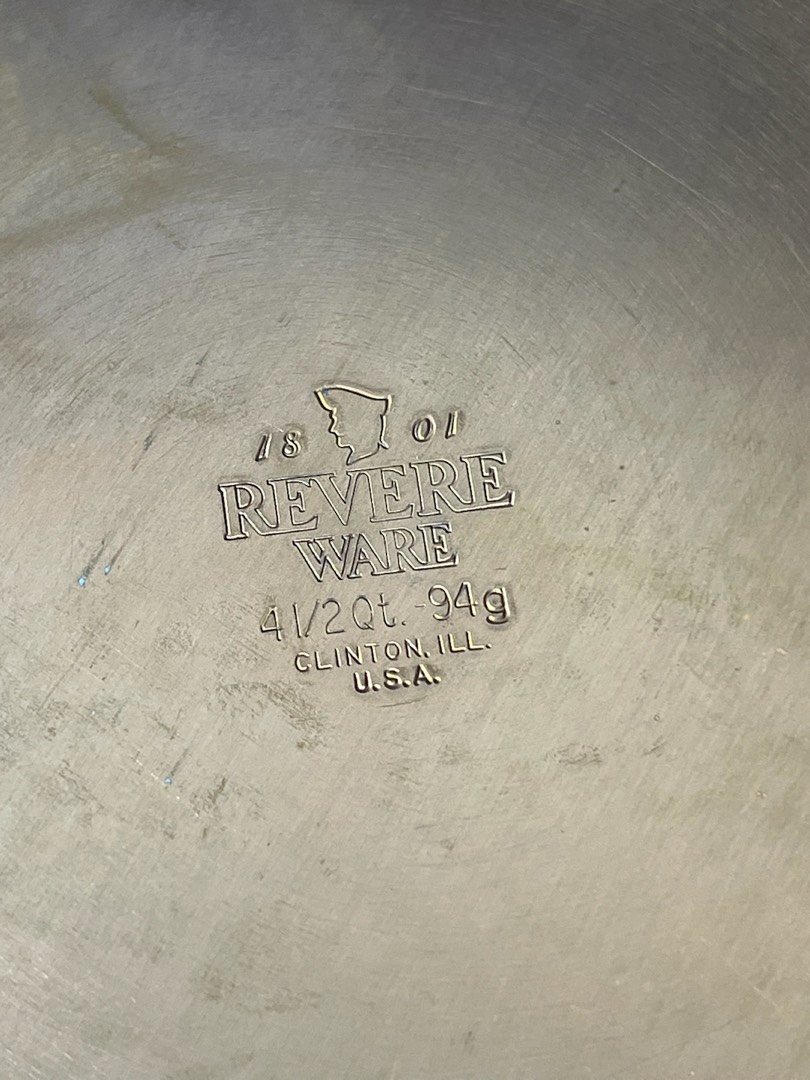 18 01
REVERE
WARE
4 1/2 Qt. -94g
CLINTON, ILL.
U.S.A.